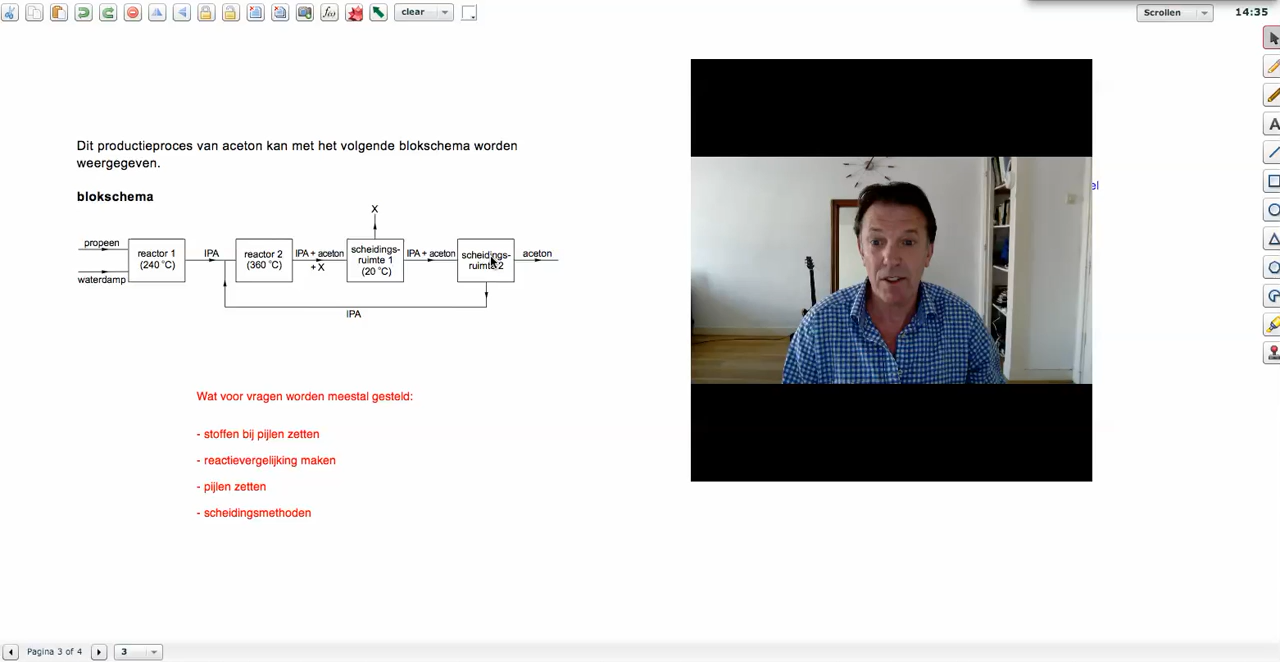 clear
Scrollen
14:35
Dit productieproces van aceton kan met het volgende blokschema worden
weergegeven.
blokschema
X
propeen
waterdamp
reactor 1
(240 °C)
IPA
reactor 2
(360 °C)
IPA + aceton
+ X
scheidings-
ruimte 1
(20 °C)
IPA + aceton
scheidings-
ruimte 2
aceton
IPA
el
Wat voor vragen worden meestal gesteld:
- stoffen bij pijlen zetten
- reactievergelijking maken
- pijlen zetten
- scheidingsmethoden
Pagina 3 of 4
3